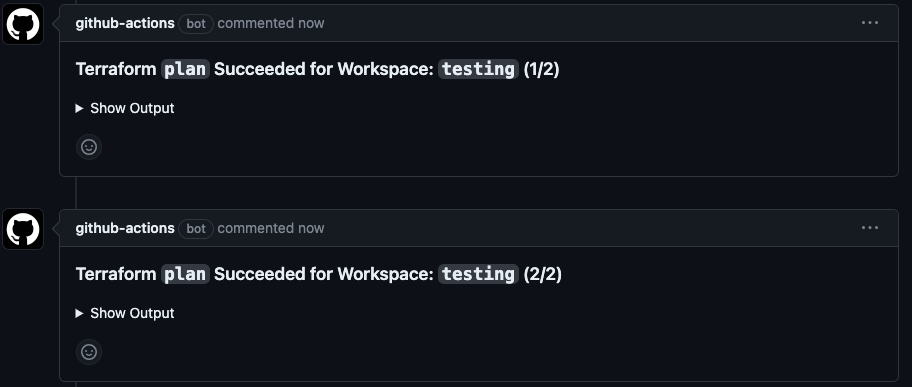 github-actions bot commented now
Terraform plan Succeeded for Workspace: testing (1/2)
Show Output
github-actions bot commented now
Terraform plan Succeeded for Workspace: testing (2/2)
Show Output